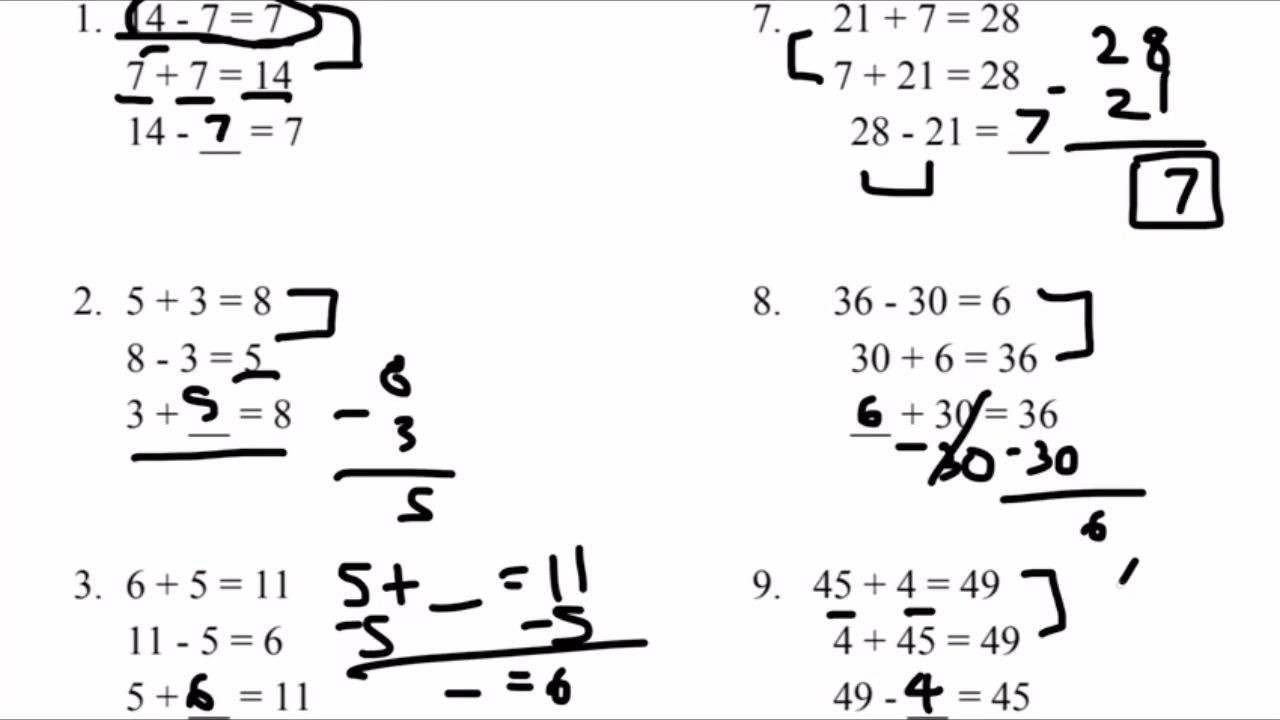 1. 14 - 7 = 7
7 + 7 = 14
14 - 7 = 7
2. 5 + 3 = 8
8 - 3 = 5
3 + 5 = 8
8
- 3
5
3. 6 + 5 = 11
11 - 5 = 6
5 + 6 = 11
5 + _ = 11
-5 -5
_ = 6
7. 21 + 7 = 28
7 + 21 = 28
28 - 21 = 7
28
- 21
7
8. 36 - 30 = 6
30 + 6 = 36
6 + 30 = 36
- 30 - 30
6
9. 45 + 4 = 49
4 + 45 = 49
49 - 4 = 45